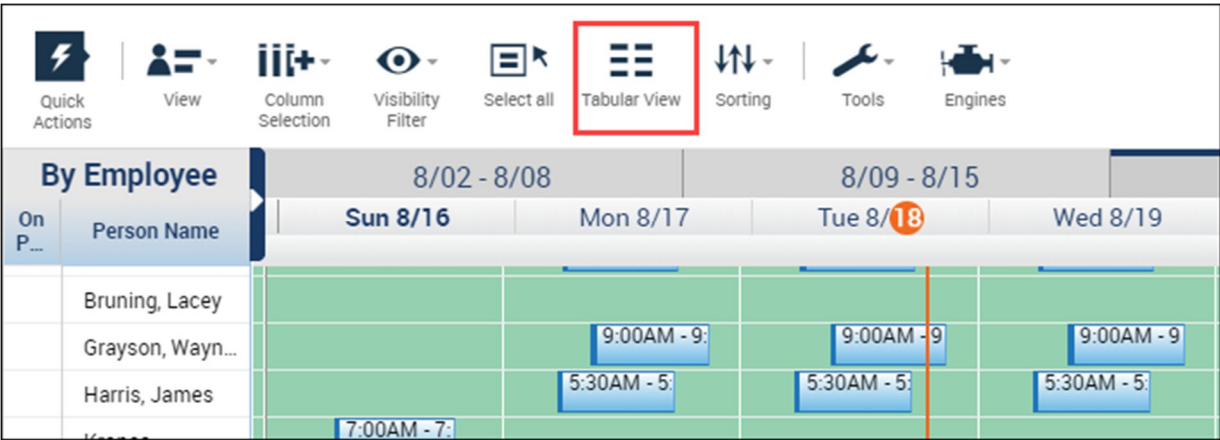 Quick Actions
View
Column Selection
Visibility Filter
Select all
Tabular View
Sorting
Tools
Engines
By Employee
8/02 - 8/08
8/09 - 8/15
On P...
Person Name
Sun 8/16
Mon 8/17
Tue 8/18
Wed 8/19
Bruning, Lacey
Grayson, Wayn...
9:00AM - 9:
9:00AM - 9
9:00AM - 9
Harris, James
5:30AM - 5:
5:30AM - 5:
5:30AM - 5:
7:00AM - 7: